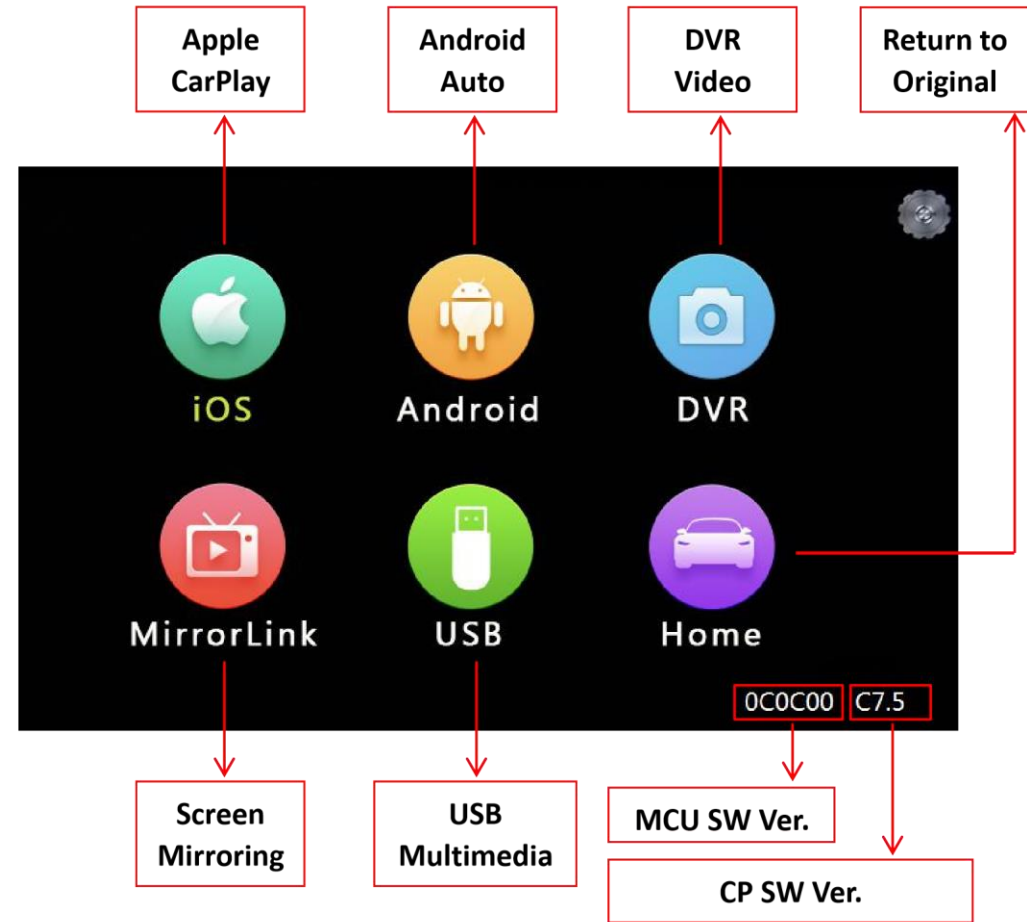 Apple
CarPlay
Android
Auto
DVR
Video
Return to
Original
iOS
Android
DVR
MirrorLink
USB
Home
0C0C00
C7.5
Screen
Mirroring
USB
Multimedia
MCU SW Ver.
CP SW Ver.